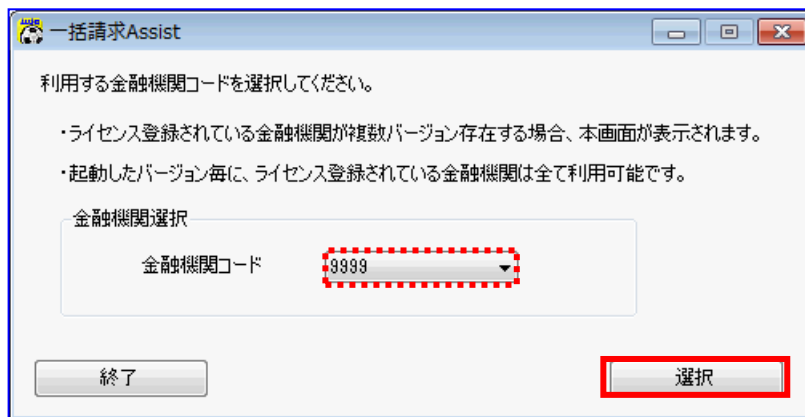 一括請求Assist
利用する金融機関コードを選択してください。
・ライセンス登録されている金融機関が複数バージョン存在する場合、本画面が表示されます。
・起動したバージョン毎に、ライセンス登録されている金融機関は全て利用可能です。
金融機関選択
金融機関コード 9999
終了 選択